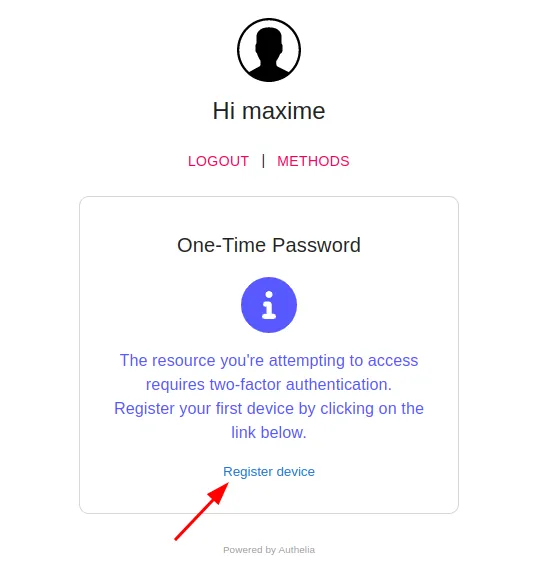 Hi maxime
LOGOUT | METHODS
One-Time Password
The resource you're attempting to access
requires two-factor authentication.
Register your first device by clicking on the
link below.
Register device
Powered by Authelia